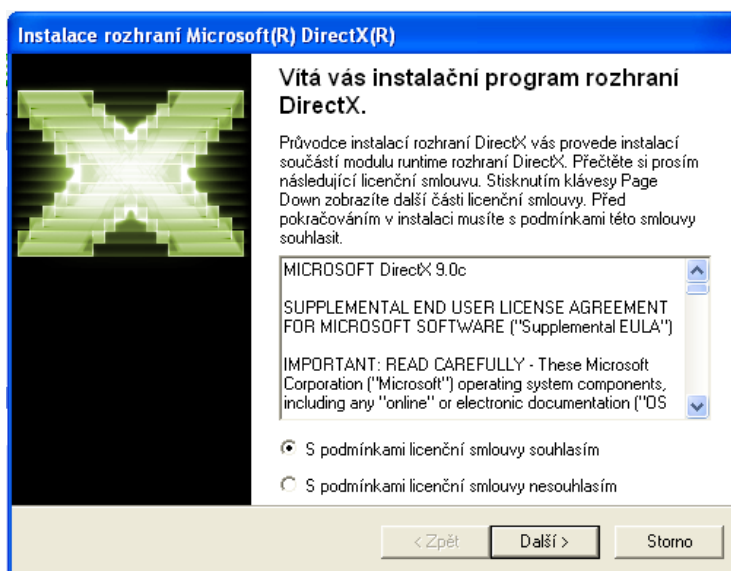 Instalace rozhraní Microsoft(R) DirectX(R)
Vítá vás instalační program rozhraní
DirectX.
Průvodce instalací rozhraní DirectX vás provede instalací
součástí modulu runtime rozhraní DirectX. Přečtěte si prosím
následující licenční smlouvu. Stisknutím klávesy Page
Down zobrazíte další části licenční smlouvy. Před
pokračováním v instalaci musíte s podmínkami této smlouvy
souhlasit.
MICROSOFT DirectX 9.0c
SUPPLEMENTAL END USER LICENSE AGREEMENT
FOR MICROSOFT SOFTWARE ("Supplemental EULA")
IMPORTANT: READ CAREFULLY - These Microsoft
Corporation ("Microsoft") operating system components,
including any "online" or electronic documentation ("OS
S podmínkami licenční smlouvy souhlasím
S podmínkami licenční smlouvy nesouhlasím
< Zpět
Další >
Storno